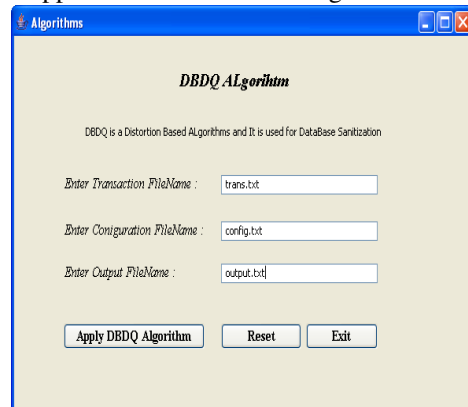 Algorithms
DBDQ ALgorihtm
DBDQ is a Distortion Based ALgorithms and It is used for DataBase Sanitization
Enter Transaction FileName :
trans.txt
Enter Coniguration FileName :
config.txt
Enter Output FileName :
output.txt
Apply DBDQ Algorithm
Reset
Exit